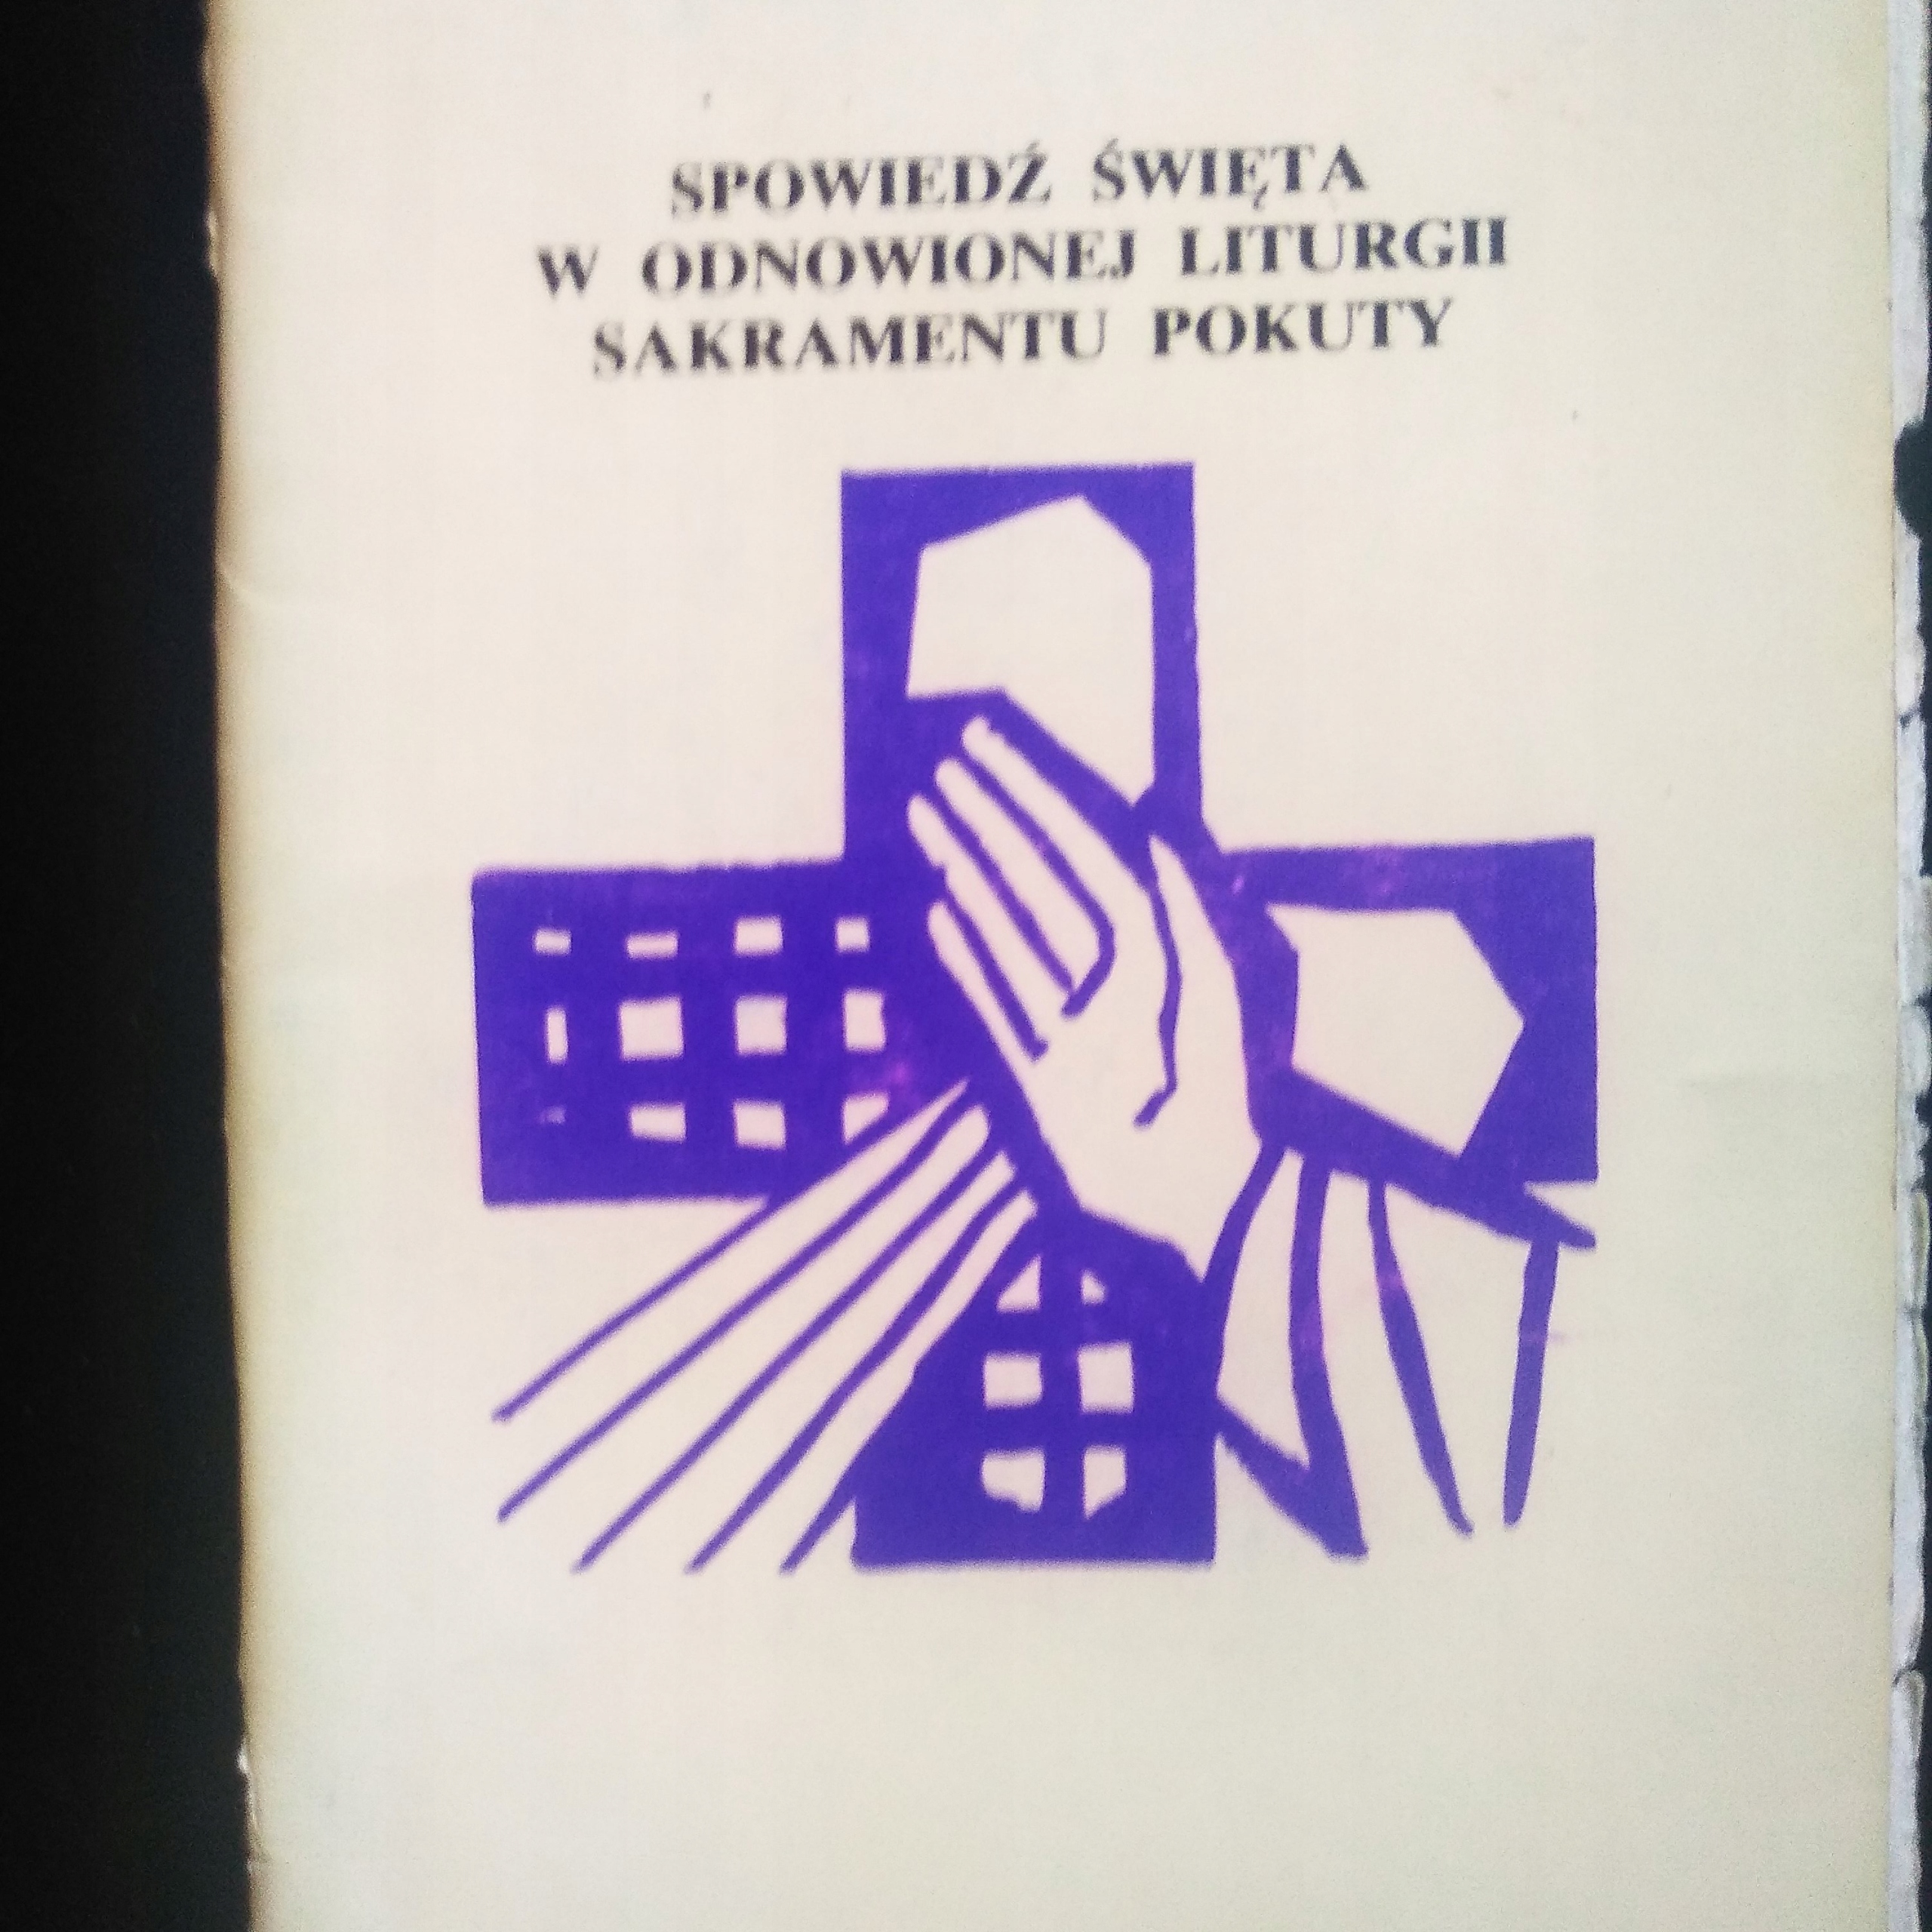 SPOWIEDŹ ŚWIĘTA
W ODNOWIONEJ LITURGII
SAKRAMENTU POKUTY